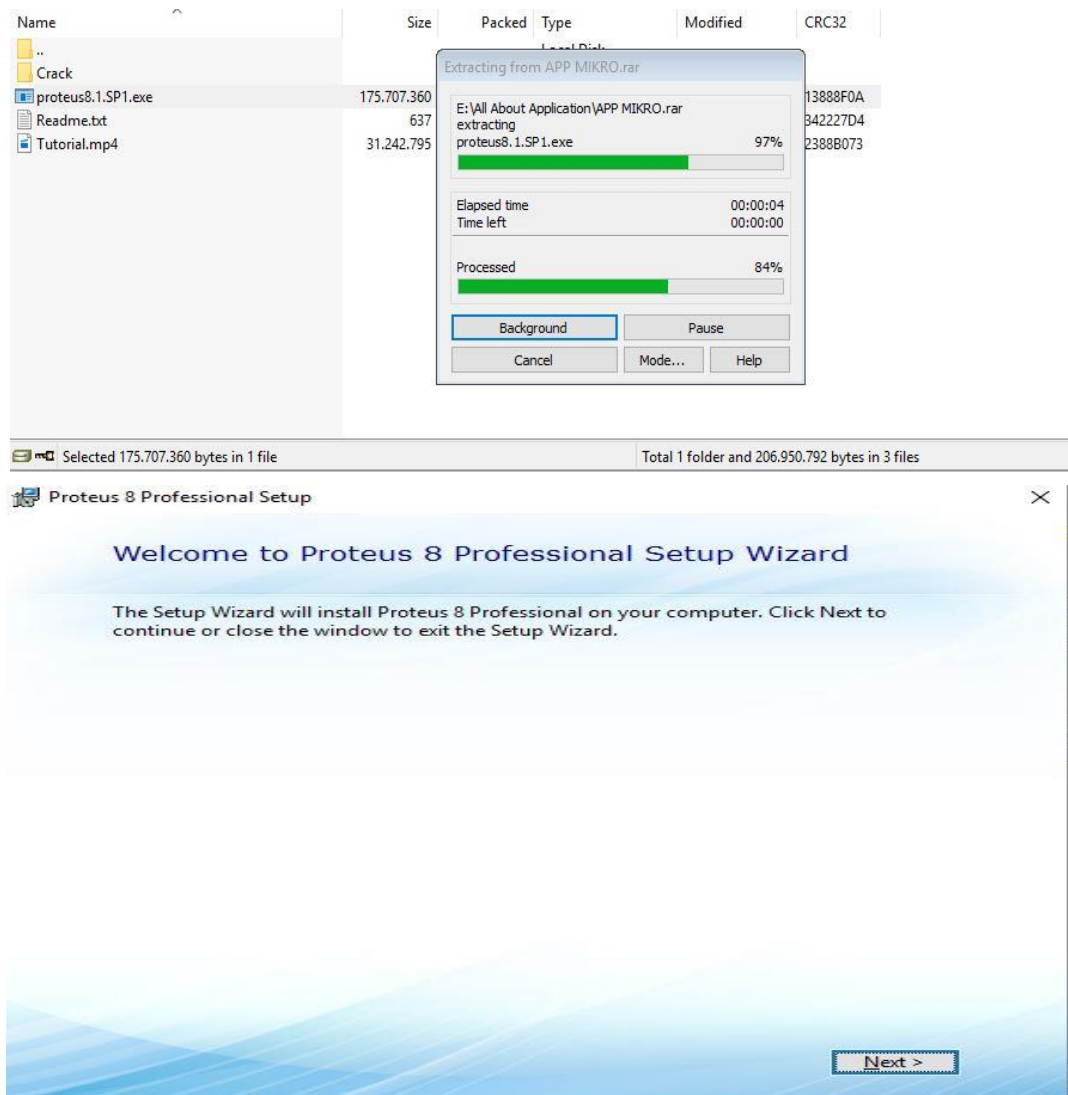 Name Size Packed Type Modified CRC32
..
Crack
proteus8.1.SP1.exe 175.707.360 13888F0A
Readme.txt 637 342227D4
Tutorial.mp4 31.242.795 2388B073
Extracting from APP MIKRO.rar
E:\All About Application\APP MIKRO.rar
extracting
proteus8.1.SP1.exe 97%
Elapsed time 00:00:04
Time left 00:00:00
Processed 84%
Background Pause
Cancel Mode... Help
Selected 175.707.360 bytes in 1 file Total 1 folder and 206.950.792 bytes in 3 files
Proteus 8 Professional Setup
Welcome to Proteus 8 Professional Setup Wizard
The Setup Wizard will install Proteus 8 Professional on your computer. Click Next to
continue or close the window to exit the Setup Wizard.
Next >